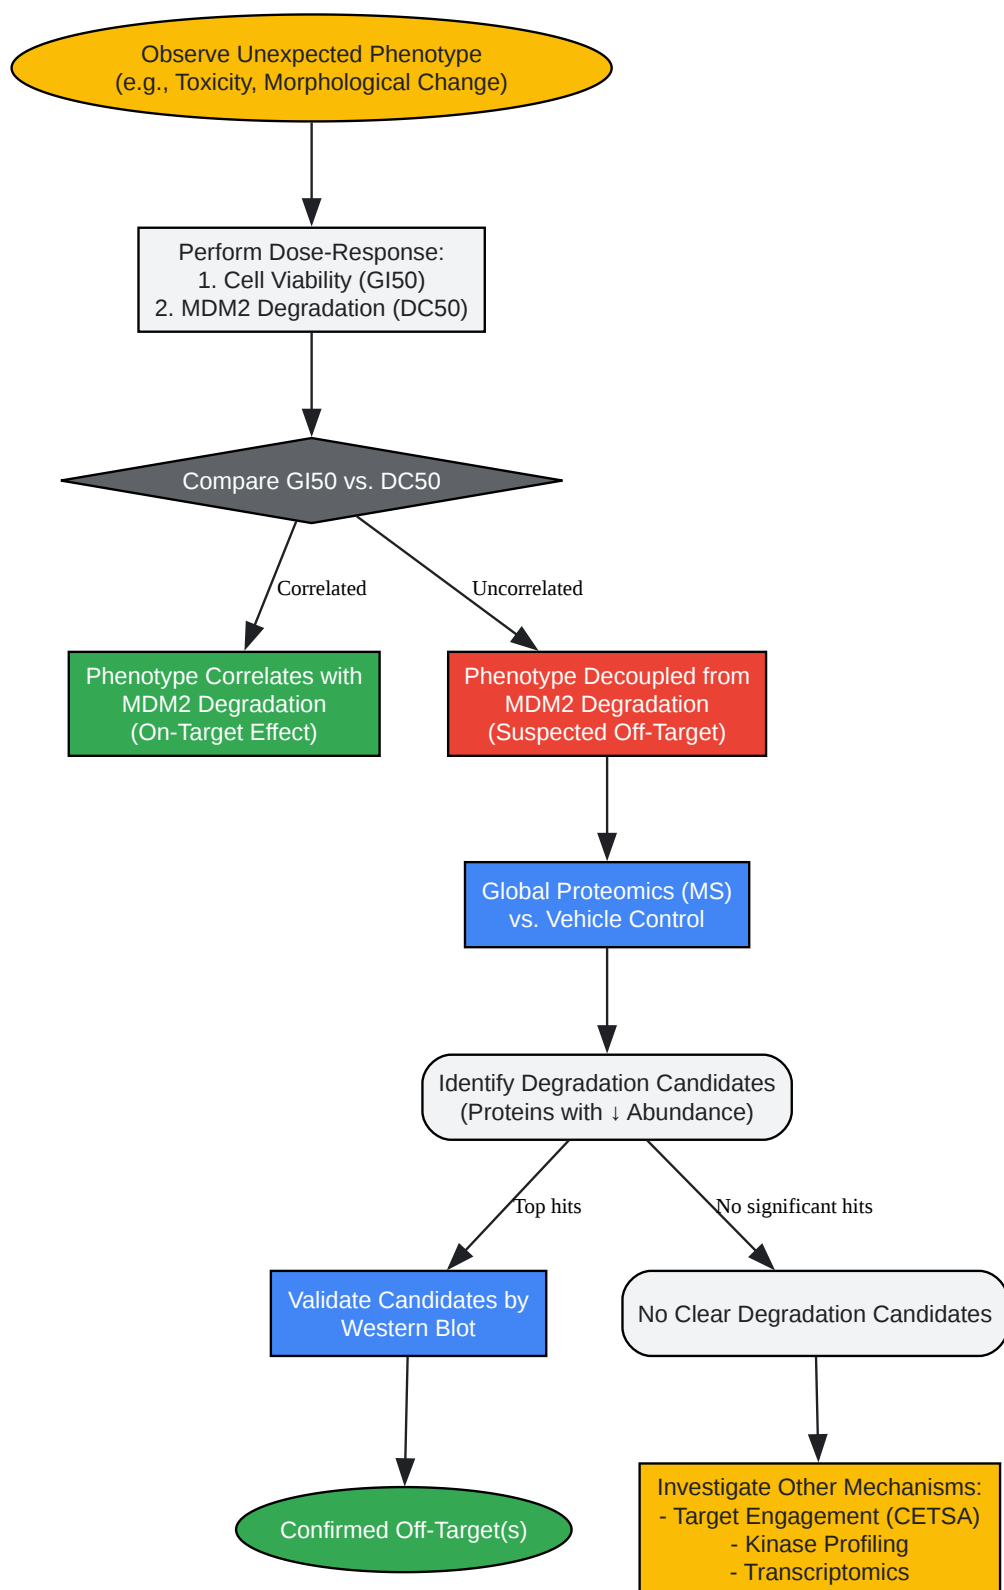 Observe Unexpected Phenotype
(e.g., Toxicity, Morphological Change)
Perform Dose-Response:
1. Cell Viability (GI50)
2. MDM2 Degradation (DC50)
Compare GI50 vs. DC50
Correlated
Uncorrelated
Phenotype Correlates with
MDM2 Degradation
(On-Target Effect)
Phenotype Decoupled from
MDM2 Degradation
(Suspected Off-Target)
Global Proteomics (MS)
vs. Vehicle Control
Identify Degradation Candidates
(Proteins with ↓ Abundance)
Top hits
No significant hits
Validate Candidates by
Western Blot
No Clear Degradation Candidates
Confirmed Off-Target(s)
Investigate Other Mechanisms:
- Target Engagement (CETSA)
- Kinase Profiling
- Transcriptomics